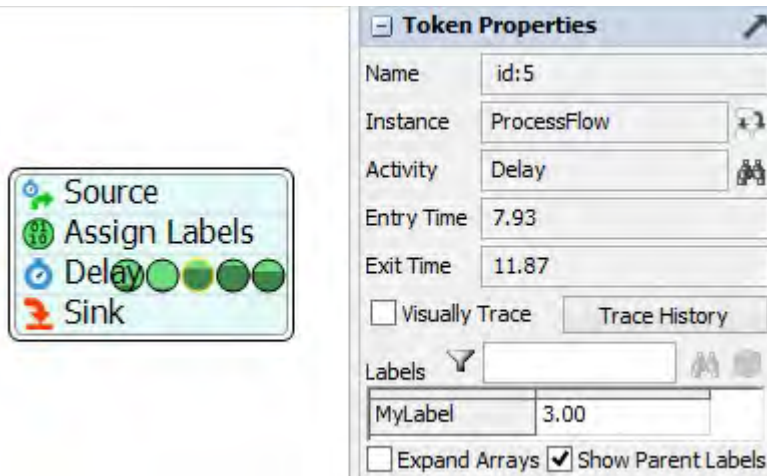 Source
Assign Labels
Delay
Sink
Token Properties
Name id:5
Instance ProcessFlow
Activity Delay
Entry Time 7.93
Exit Time 11.87
Visually Trace Trace History
Labels
MyLabel 3.00
Expand Arrays Show Parent Labels